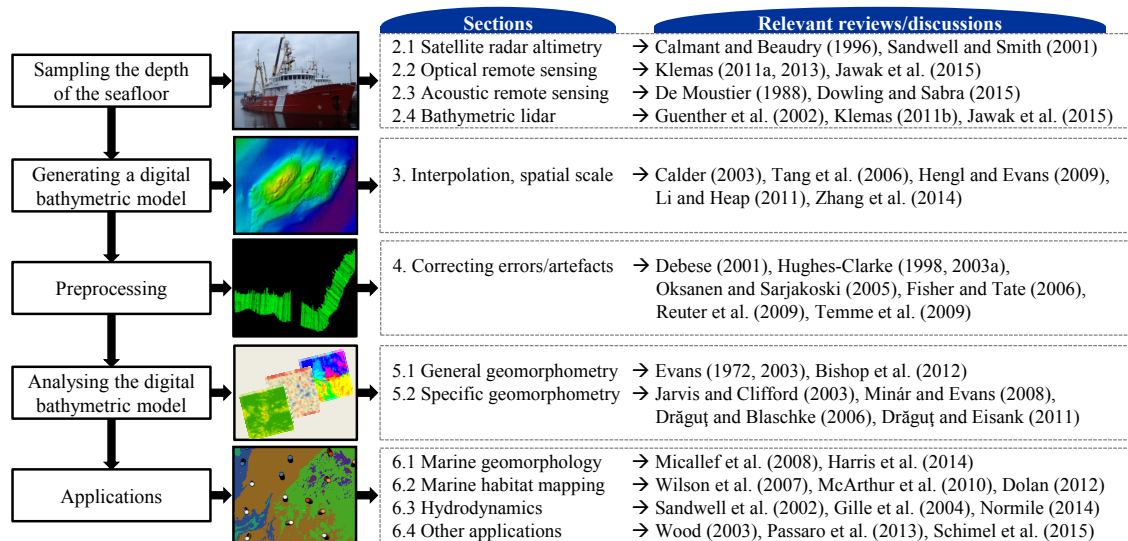 Sections
Relevant reviews/discussions
Sampling the depth
of the seafloor
2.1 Satellite radar altimetry → Calmant and Beaudry (1996), Sandwell and Smith (2001)
2.2 Optical remote sensing → Klemas (2011a, 2013), Jawak et al. (2015)
2.3 Acoustic remote sensing → De Moustier (1988), Dowling and Sabra (2015)
2.4 Bathymetric lidar → Guenther et al. (2002), Klemas (2011b), Jawak et al. (2015)
Generating a digital
bathymetric model
3. Interpolation, spatial scale → Calder (2003), Tang et al. (2006), Hengl and Evans (2009),
Li and Heap (2011), Zhang et al. (2014)
Preprocessing
4. Correcting errors/artefacts → Debese (2001), Hughes-Clarke (1998, 2003a),
Oksanen and Sarjakoski (2005), Fisher and Tate (2006),
Reuter et al. (2009), Temme et al. (2009)
Analysing the digital
bathymetric model
5.1 General geomorphometry → Evans (1972, 2003), Bishop et al. (2012)
5.2 Specific geomorphometry → Jarvis and Clifford (2003), Minár and Evans (2008),
Drăguţ and Blaschke (2006), Drăguţ and Eisank (2011)
Applications
6.1 Marine geomorphology → Micallef et al. (2008), Harris et al. (2014)
6.2 Marine habitat mapping → Wilson et al. (2007), McArthur et al. (2010), Dolan (2012)
6.3 Hydrodynamics → Sandwell et al. (2002), Gille et al. (2004), Normile (2014)
6.4 Other applications → Wood (2003), Passaro et al. (2013), Schimel et al. (2015)